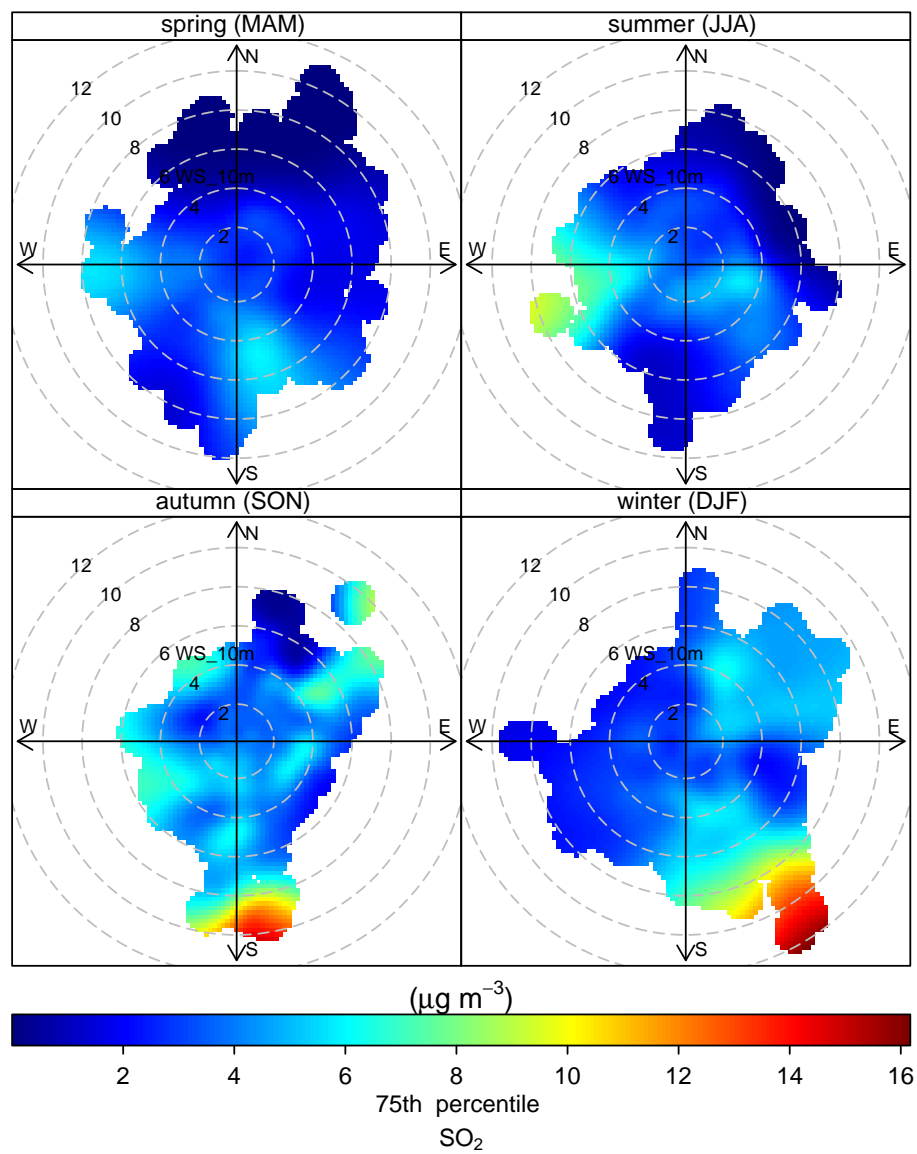 spring (MAM)
summer (JJA)
N
12
10
8
6 WS_10m
4
2
W
E
S
N
12
10
8
6 WS_10m
4
2
W
E
S
autumn (SON)
winter (DJF)
N
12
10
8
6 WS_10m
4
2
W
E
S
N
12
10
8
6 WS_10m
4
2
W
E
S
(μg m⁻³)
2 4 6 8 10 12 14 16
75th percentile
SO₂